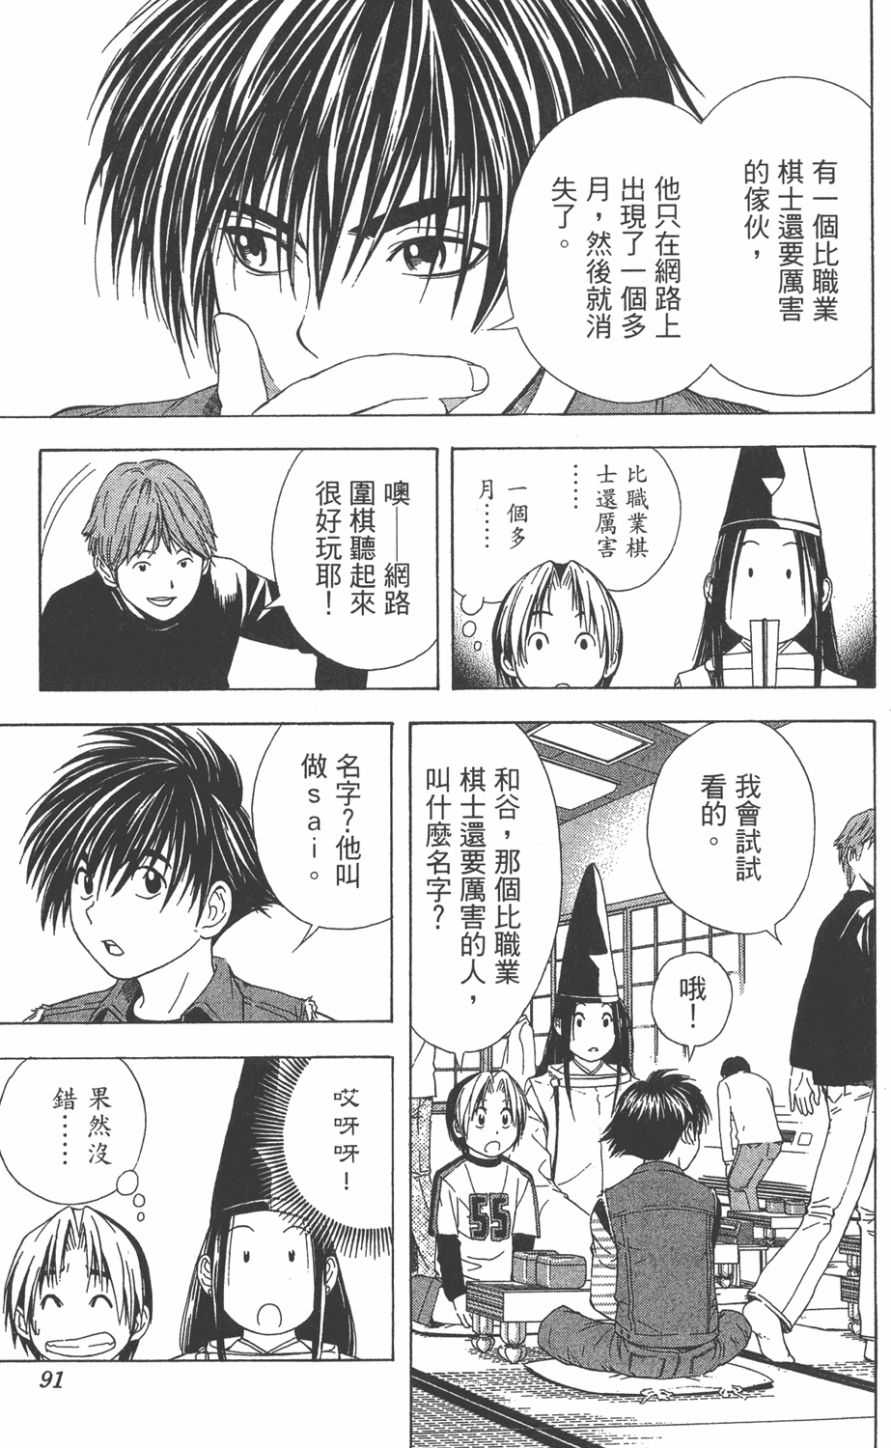 有一個比職業
棋士還要厲害
的傢伙，
他只在網路上
出現了一個多
月，然後就消
失了。
比職業棋
士還厲害
……
一個多
月……
噢──網路
圍棋聽起來
很好玩耶！
我會試試
看的。
哦！
和谷，那個比職業
棋士還要厲害的人，
叫什麼名字？
55
名字？他叫
做sai。
哎呀呀！
果然沒
錯……
91